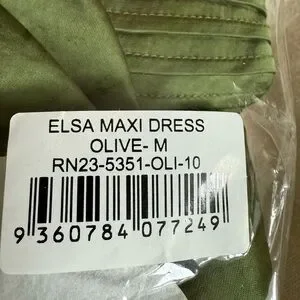 ELSA MAXI DRESS
OLIVE- M
RN23-5351-OLI-10
9 360784 077249